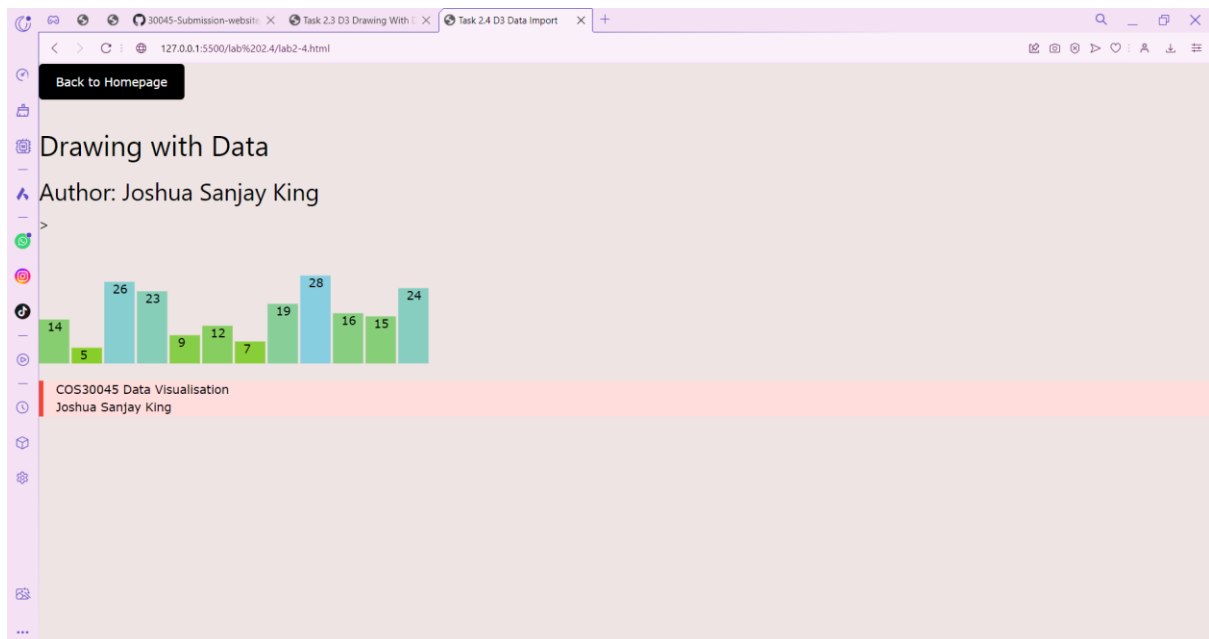 30045-Submission-website
Task 2.3 D3 Drawing With D
Task 2.4 D3 Data Import
127.0.0.1:5500/lab%202.4/lab2-4.html
Back to Homepage
Drawing with Data
Author: Joshua Sanjay King
>
14
5
26
23
9
12
7
19
28
16
15
24
COS30045 Data Visualisation
Joshua Sanjay King